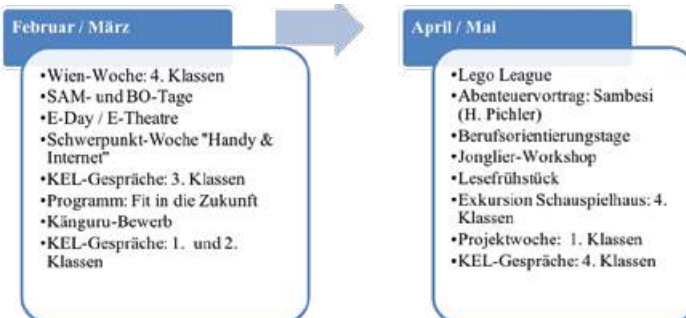 Februar / März
•Wien-Woche: 4. Klassen
•SAM- und BO-Tage
•E-Day / E-Theatre
•Schwerpunkt-Woche "Handy &
Internet"
•KEL-Gespräche: 3. Klassen
•Programm: Fit in die Zukunft
•Känguru-Bewerb
•KEL-Gespräche: 1. und 2.
Klassen
April / Mai
•Lego League
•Abenteuervortrag: Sambesi
(H. Pichler)
•Berufsorientierungstage
•Jonglier-Workshop
•Lesefrühstück
•Exkursion Schauspielhaus: 4.
Klassen
•Projektwoche: 1. Klassen
•KEL-Gespräche: 4. Klassen